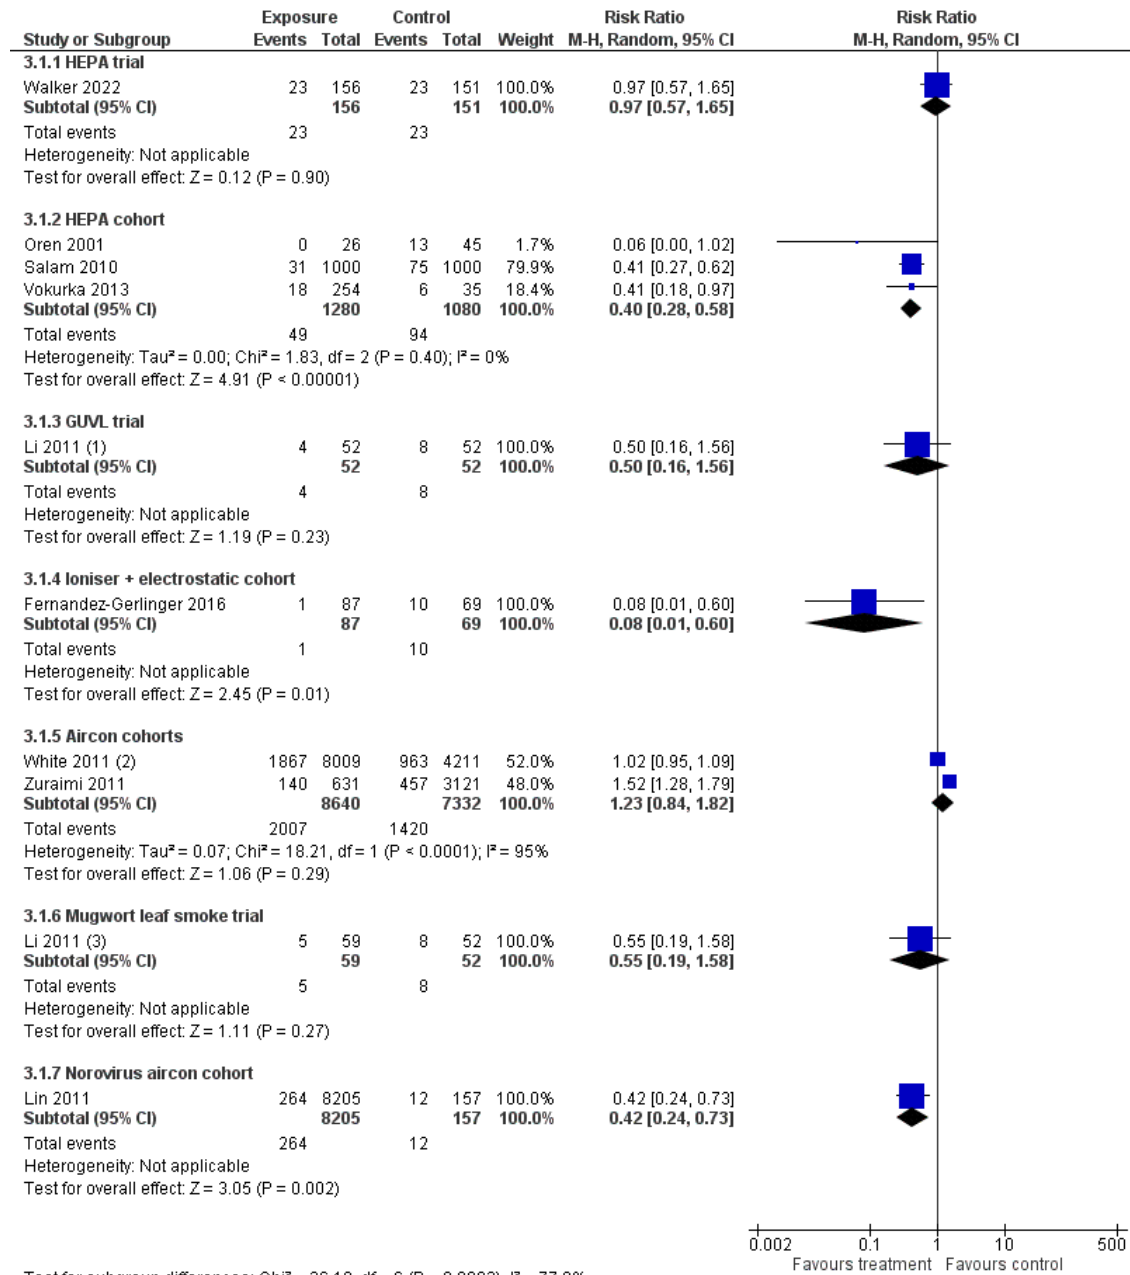 Exposure Control Risk Ratio Risk Ratio
Study or Subgroup Events Total Events Total Weight M-H, Random, 95% CI M-H, Random, 95% CI
3.1.1 HEPA trial
Walker 2022 23 156 23 151 100.0% 0.97 [0.57, 1.65]
Subtotal (95% CI) 156 151 100.0% 0.97 [0.57, 1.65]
Total events 23 23
Heterogeneity: Not applicable
Test for overall effect: Z = 0.12 (P = 0.90)
3.1.2 HEPA cohort
Oren 2001 0 26 13 45 1.7% 0.06 [0.00, 1.02]
Salam 2010 31 1000 75 1000 79.9% 0.41 [0.27, 0.62]
Vokurka 2013 18 254 6 35 18.4% 0.41 [0.18, 0.97]
Subtotal (95% CI) 1280 1080 100.0% 0.40 [0.28, 0.58]
Total events 49 94
Heterogeneity: Tau² = 0.00; Chi² = 1.83, df = 2 (P = 0.40); I² = 0%
Test for overall effect: Z = 4.91 (P < 0.00001)
3.1.3 GUVL trial
Li 2011 (1) 4 52 8 52 100.0% 0.50 [0.16, 1.56]
Subtotal (95% CI) 52 52 100.0% 0.50 [0.16, 1.56]
Total events 4 8
Heterogeneity: Not applicable
Test for overall effect: Z = 1.19 (P = 0.23)
3.1.4 Ioniser + electrostatic cohort
Fernandez-Gerlinger 2016 1 87 10 69 100.0% 0.08 [0.01, 0.60]
Subtotal (95% CI) 87 69 100.0% 0.08 [0.01, 0.60]
Total events 1 10
Heterogeneity: Not applicable
Test for overall effect: Z = 2.45 (P = 0.01)
3.1.5 Aircon cohorts
White 2011 (2) 1867 8009 963 4211 52.0% 1.02 [0.95, 1.09]
Zuraimi 2011 140 631 457 3121 48.0% 1.52 [1.28, 1.79]
Subtotal (95% CI) 8640 7332 100.0% 1.23 [0.84, 1.82]
Total events 2007 1420
Heterogeneity: Tau² = 0.07; Chi² = 18.21, df = 1 (P < 0.0001); I² = 95%
Test for overall effect: Z = 1.06 (P = 0.29)
3.1.6 Mugwort leaf smoke trial
Li 2011 (3) 5 59 8 52 100.0% 0.55 [0.19, 1.58]
Subtotal (95% CI) 59 52 100.0% 0.55 [0.19, 1.58]
Total events 5 8
Heterogeneity: Not applicable
Test for overall effect: Z = 1.11 (P = 0.27)
3.1.7 Norovirus aircon cohort
Lin 2011 264 8205 12 157 100.0% 0.42 [0.24, 0.73]
Subtotal (95% CI) 8205 157 100.0% 0.42 [0.24, 0.73]
Total events 264 12
Heterogeneity: Not applicable
Test for overall effect: Z = 3.05 (P = 0.002)
0.002 0.1 1 10 500
Favours treatment Favours control
Test for subgroup differences: Chi²